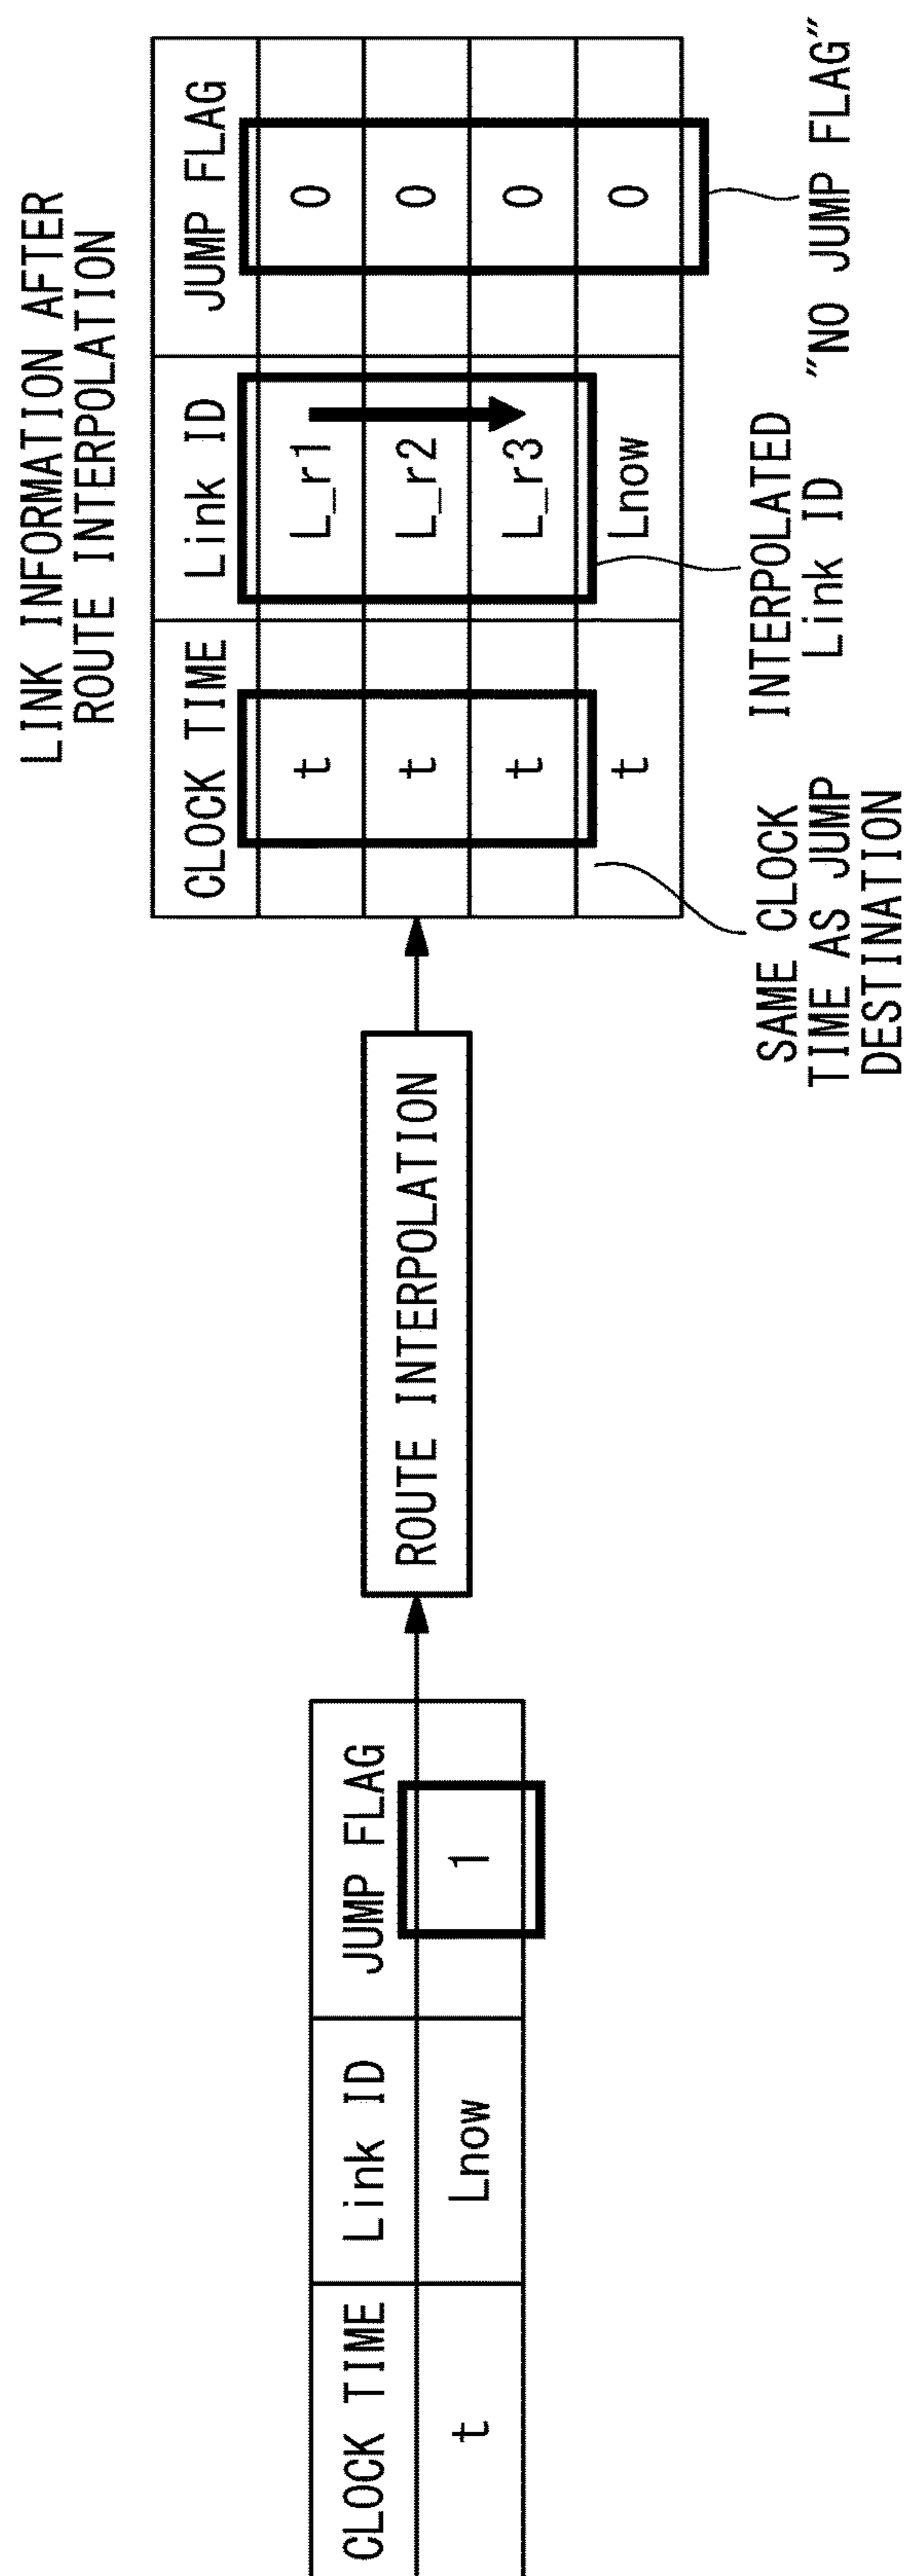 CLOCK TIME Link ID JUMP FLAG
t Lnow 1
ROUTE INTERPOLATION
LINK INFORMATION AFTER
ROUTE INTERPOLATION
CLOCK TIME Link ID JUMP FLAG
t L_r1 0
t L_r2 0
t L_r3 0
t Lnow 0
SAME CLOCK
TIME AS JUMP
DESTINATION
INTERPOLATED
Link ID
"NO JUMP FLAG"